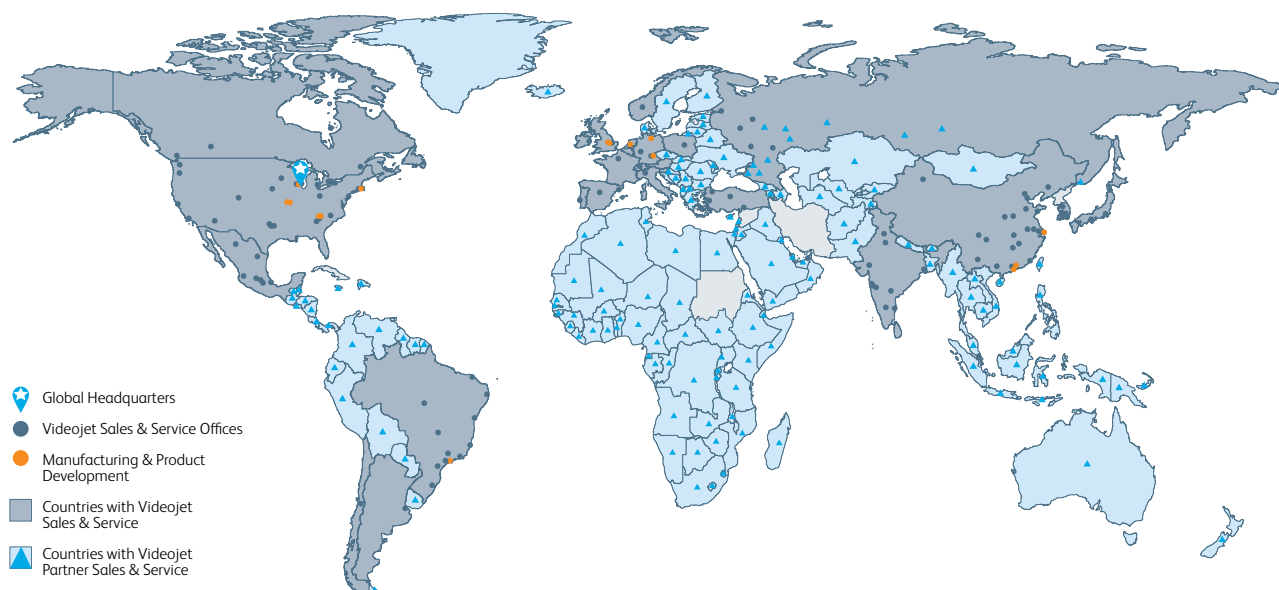 Global Headquarters
Videojet Sales & Service Offices
Manufacturing & Product
Development
Countries with Videojet
Sales & Service
Countries with Videojet
Partner Sales & Service